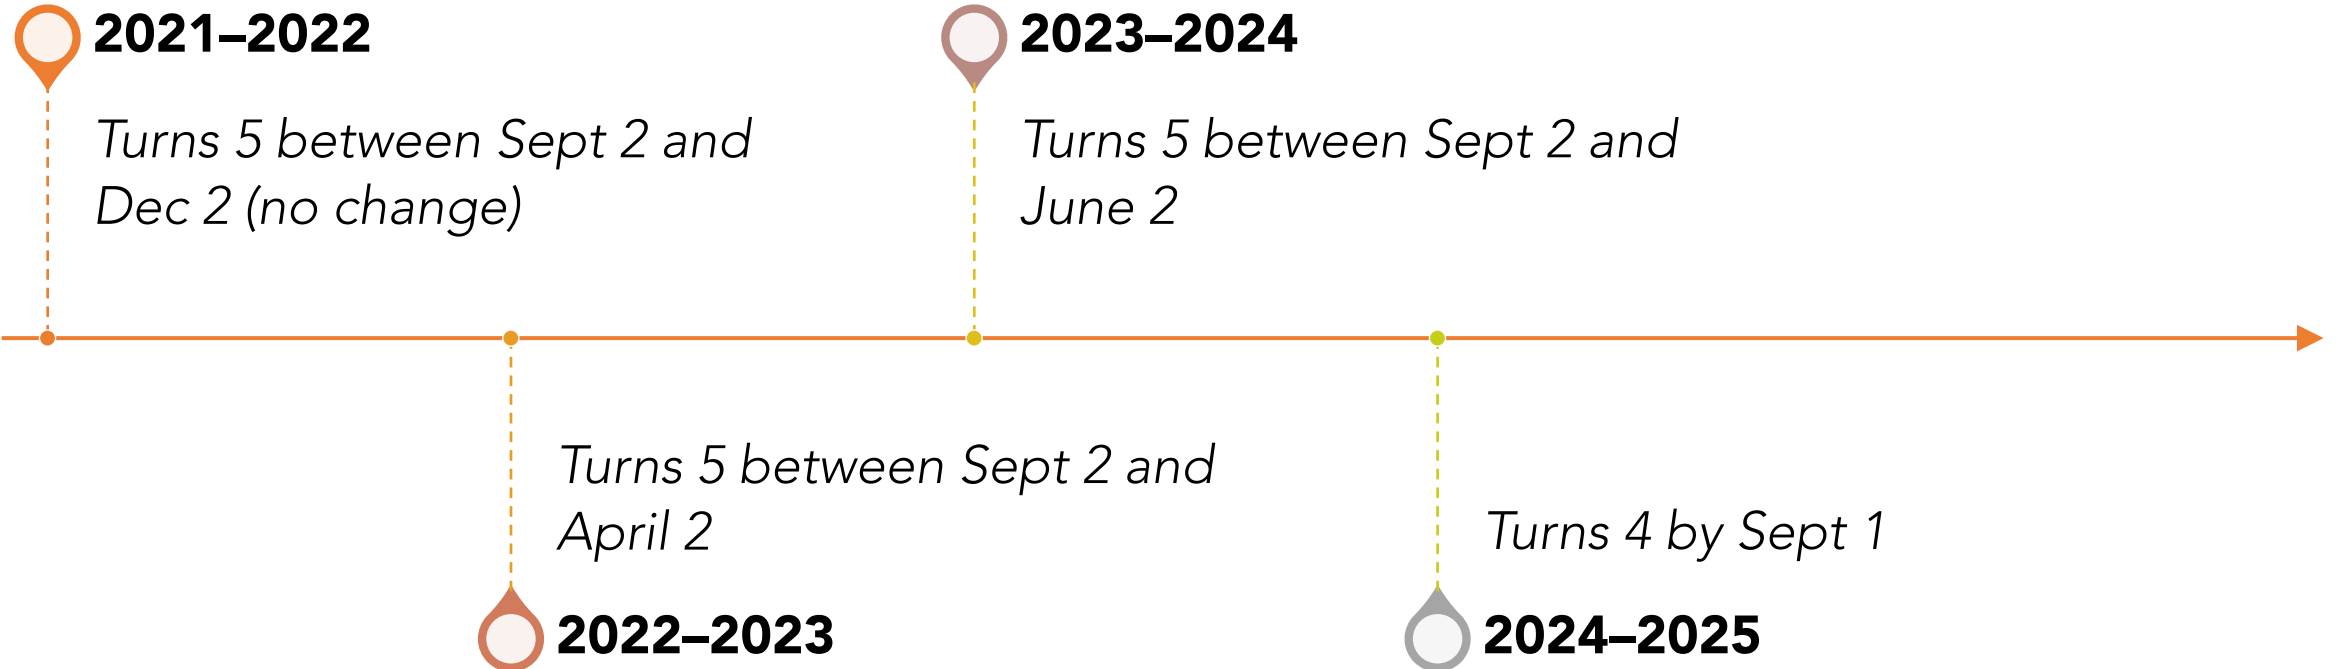 2021–2022
Turns 5 between Sept 2 and
Dec 2 (no change)
Turns 5 between Sept 2 and
April 2
2022–2023
2023–2024
Turns 5 between Sept 2 and
June 2
Turns 4 by Sept 1
2024–2025